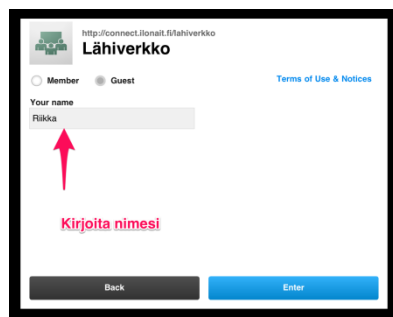 http://connect.ilonait.fi/lahiverkko
Lähiverkko
Member Guest Terms of Use & Notices
Your name
Riikka
Kirjoita nimesi
Back Enter